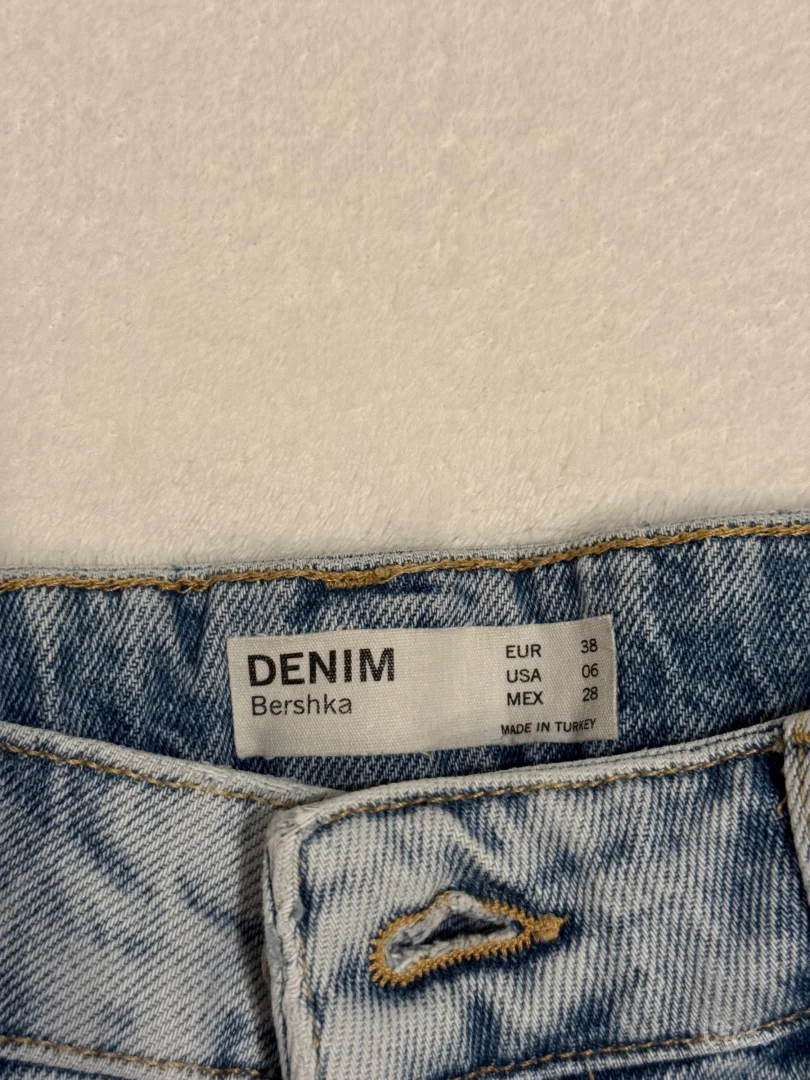 DENIM
Bershka
EUR 38
USA 06
MEX 28
MADE IN TURKEY